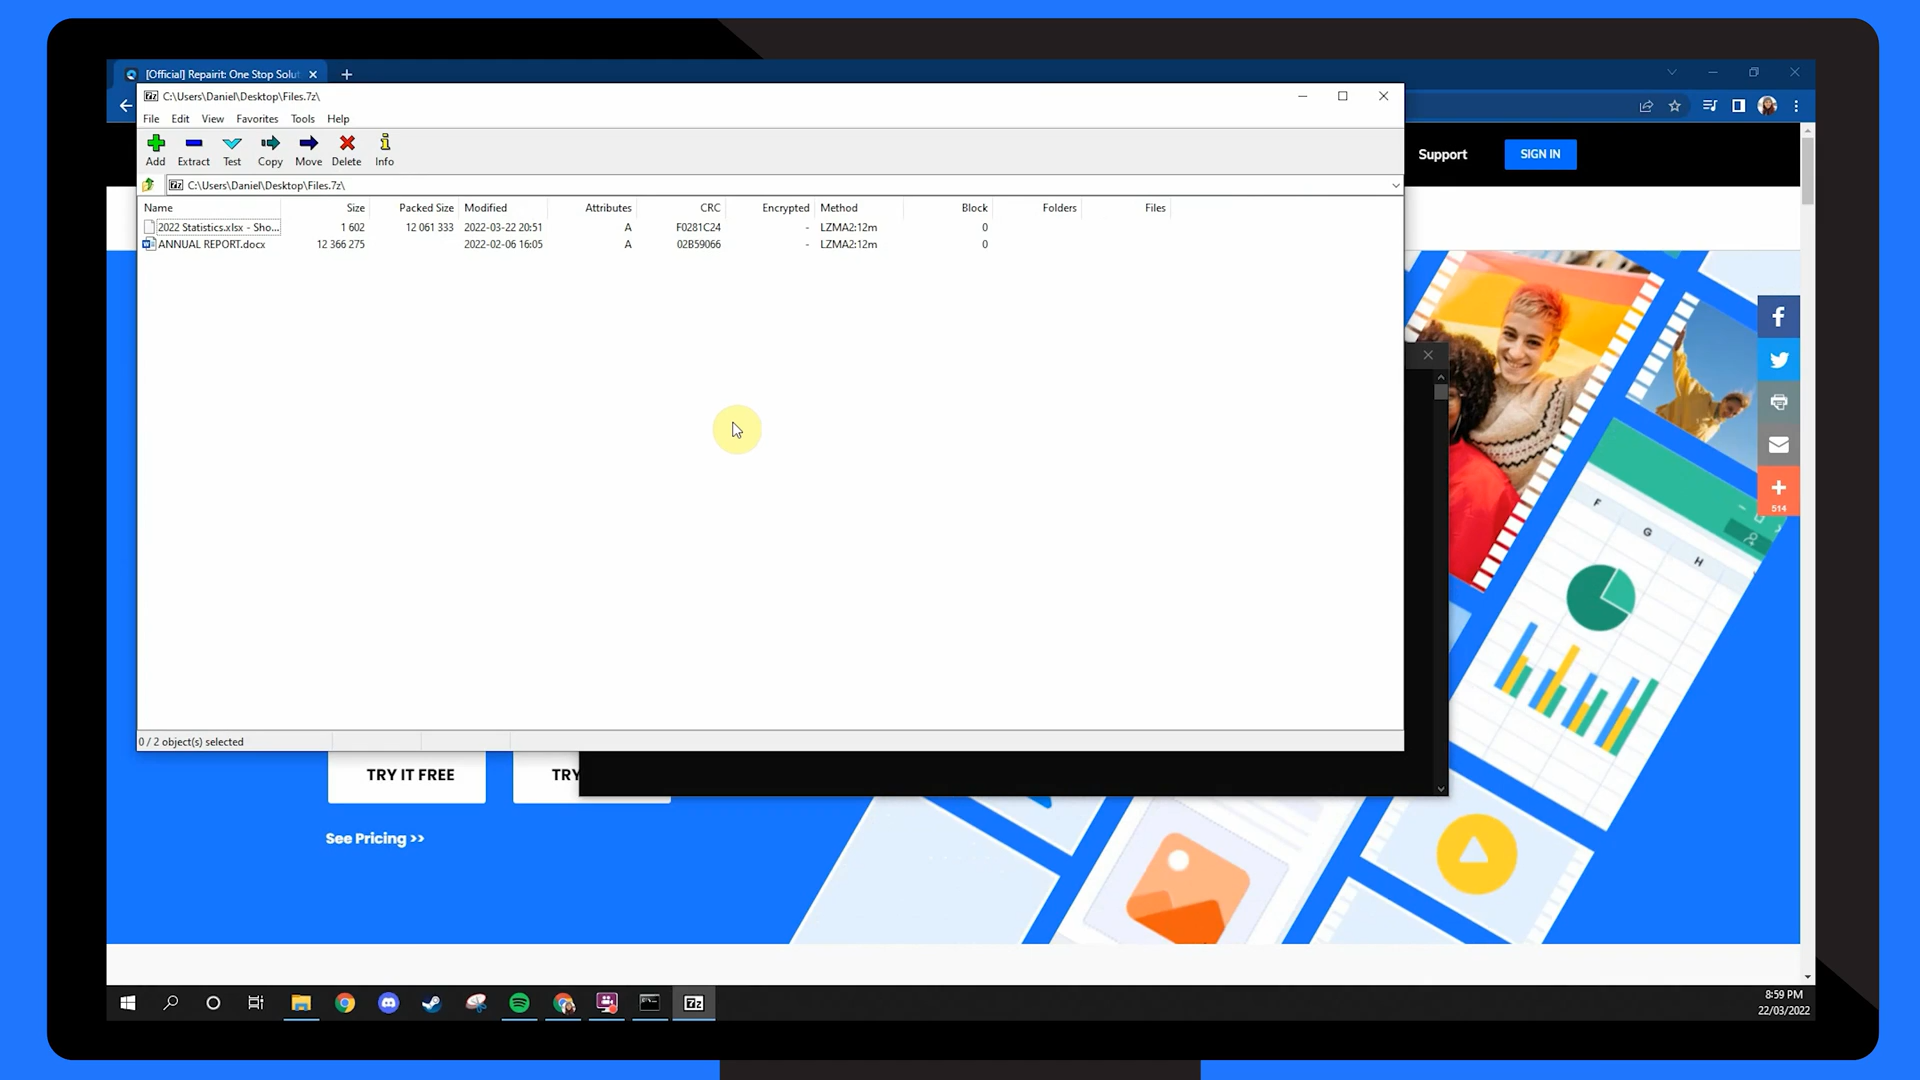 [Official] Repairit: One Stop Solut
C:\Users\Daniel\Desktop\Files.7z\
File Edit View Favorites Tools Help
Add Extract Test Copy Move Delete Info
C:\Users\Daniel\Desktop\Files.7z\
Name Size Packed Size Modified Attributes CRC Encrypted Method Block Folders Files
2022 Statistics.xlsx - Sho... 1 602 12 061 333 2022-03-22 20:51 A F0281C24 - LZMA2:12m 0
ANNUAL REPORT.docx 12 366 275 2022-02-06 16:05 A 02B59066 - LZMA2:12m 0
0 / 2 object(s) selected
Support
SIGN IN
514
F G H
TRY IT FREE
TRY
See Pricing >>
7z
8:59 PM
22/03/2022